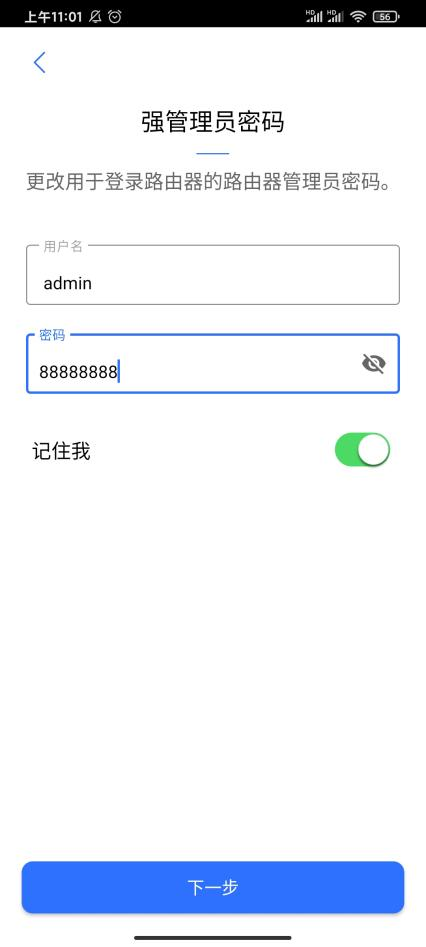 上午11:01
HD HD 56
强管理员密码
更改用于登录路由器的路由器管理员密码。
用户名
admin
密码
88888888
记住我
下一步